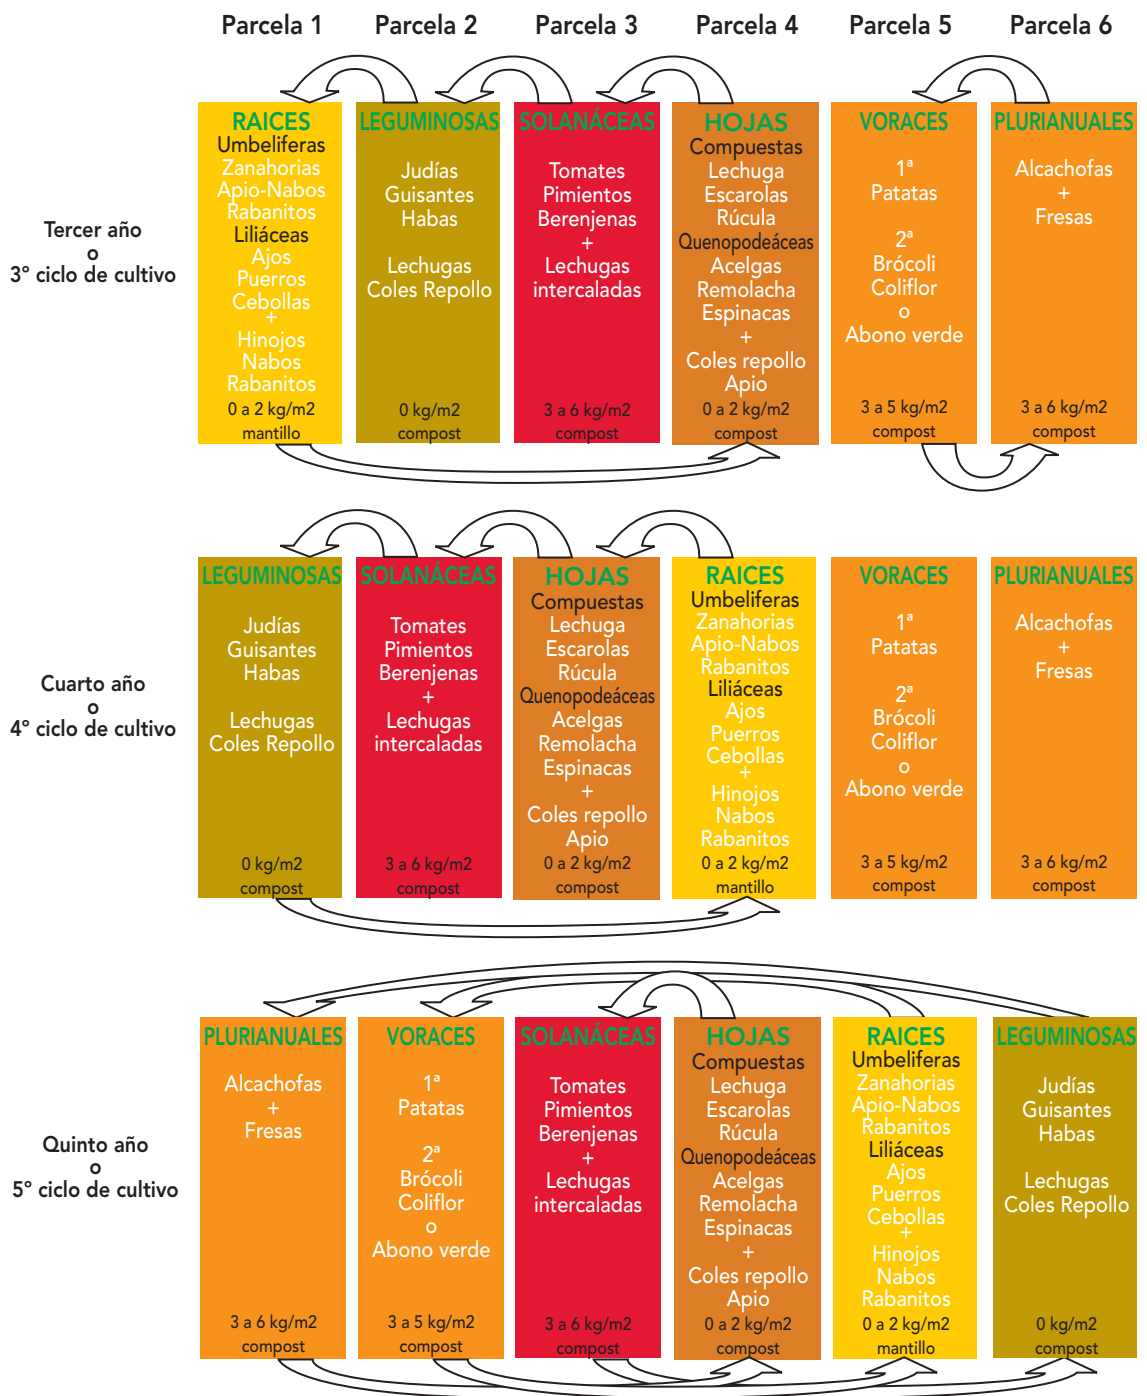 Parcela 1
Parcela 2
Parcela 3
Parcela 4
Parcela 5
Parcela 6
Tercer año
o
3º ciclo de cultivo
RAICES
Umbeliferas
Zanahorias
Apio-Nabos
Rabanitos
Liliáceas
Ajos
Puerros
Cebollas
+
Hinojos
Nabos
Rabanitos
0 a 2 kg/m2
mantillo
LEGUMINOSAS
Judías
Guisantes
Habas
Lechugas
Coles Repollo
0 kg/m2
compost
SOLANÁCEAS
Tomates
Pimientos
Berenjenas
+
Lechugas
intercaladas
3 a 6 kg/m2
compost
HOJAS
Compuestas
Lechuga
Escarolas
Rúcula
Quenopodeáceas
Acelgas
Remolacha
Espinacas
+
Coles repollo
Apio
0 a 2 kg/m2
compost
VORACES
1ª
Patatas
2ª
Brócoli
Coliflor
o
Abono verde
3 a 5 kg/m2
compost
PLURIANUALES
Alcachofas
+
Fresas
3 a 6 kg/m2
compost
Cuarto año
o
4º ciclo de cultivo
LEGUMINOSAS
Judías
Guisantes
Habas
Lechugas
Coles Repollo
0 kg/m2
compost
SOLANÁCEAS
Tomates
Pimientos
Berenjenas
+
Lechugas
intercaladas
3 a 6 kg/m2
compost
HOJAS
Compuestas
Lechuga
Escarolas
Rúcula
Quenopodeáceas
Acelgas
Remolacha
Espinacas
+
Coles repollo
Apio
0 a 2 kg/m2
compost
RAICES
Umbeliferas
Zanahorias
Apio-Nabos
Rabanitos
Liliáceas
Ajos
Puerros
Cebollas
+
Hinojos
Nabos
Rabanitos
0 a 2 kg/m2
mantillo
VORACES
1ª
Patatas
2ª
Brócoli
Coliflor
o
Abono verde
3 a 5 kg/m2
compost
PLURIANUALES
Alcachofas
+
Fresas
3 a 6 kg/m2
compost
Quinto año
o
5º ciclo de cultivo
PLURIANUALES
Alcachofas
+
Fresas
3 a 6 kg/m2
compost
VORACES
1ª
Patatas
2ª
Brócoli
Coliflor
o
Abono verde
3 a 5 kg/m2
compost
SOLANÁCEAS
Tomates
Pimientos
Berenjenas
+
Lechugas
intercaladas
3 a 6 kg/m2
compost
HOJAS
Compuestas
Lechuga
Escarolas
Rúcula
Quenopodeáceas
Acelgas
Remolacha
Espinacas
+
Coles repollo
Apio
0 a 2 kg/m2
compost
RAICES
Umbeliferas
Zanahorias
Apio-Nabos
Rabanitos
Liliáceas
Ajos
Puerros
Cebollas
+
Hinojos
Nabos
Rabanitos
0 a 2 kg/m2
mantillo
LEGUMINOSAS
Judías
Guisantes
Habas
Lechugas
Coles Repollo
0 kg/m2
compost